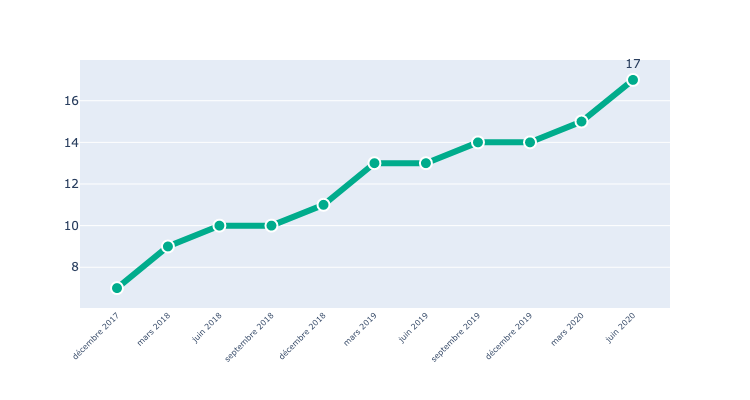 17
16
14
12
10
8
décembre 2017
mars 2018
juin 2018
septembre 2018
décembre 2018
mars 2019
juin 2019
septembre 2019
décembre 2019
mars 2020
juin 2020